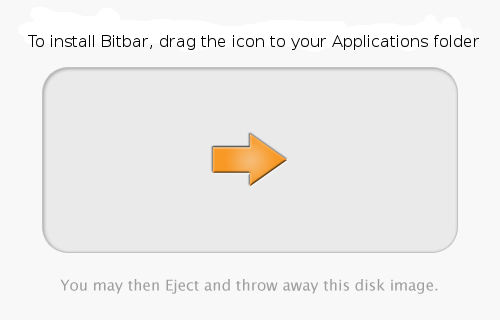 To install Bitbar, drag the icon to your Applications folder
You may then Eject and throw away this disk image.